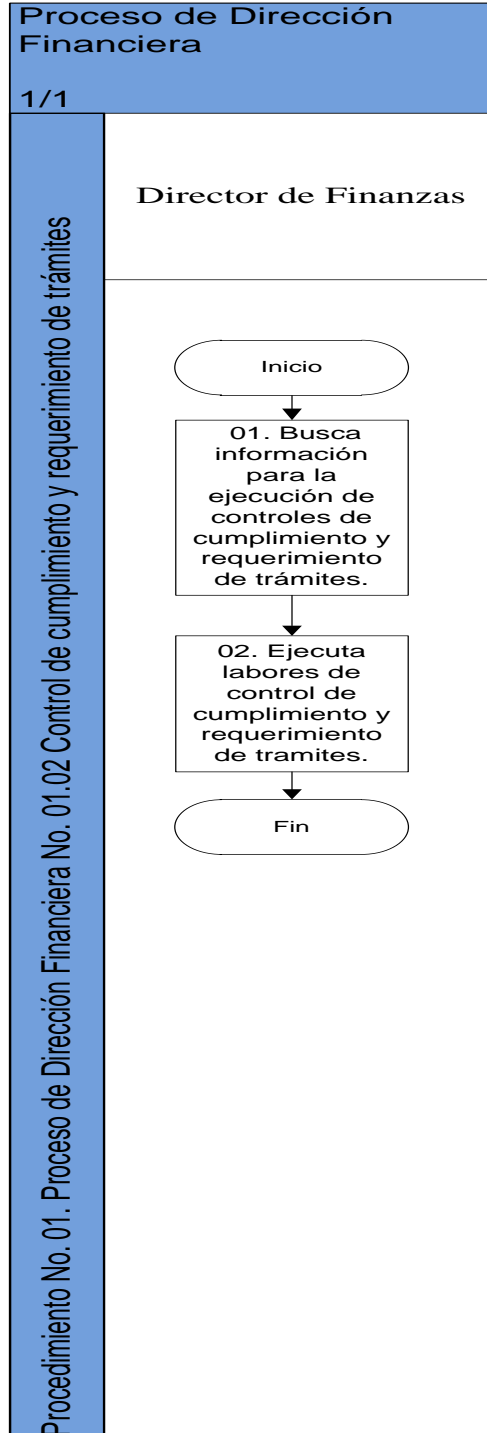 Proceso de Dirección
Financiera
1/1
Procedimiento No. 01. Proceso de Dirección Financiera No. 01.02 Control de cumplimiento y requerimiento de trámites
Director de Finanzas
Inicio
01. Busca
información
para la
ejecución de
controles de
cumplimiento y
requerimiento
de trámites.
02. Ejecuta
labores de
control de
cumplimiento y
requerimiento
de tramites.
Fin